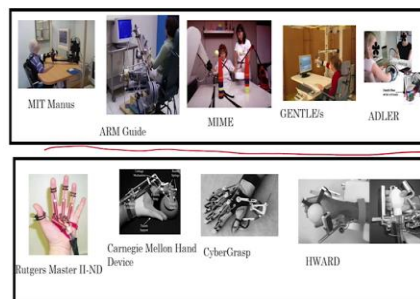 MIT Manus
ARM Guide
MIME
GENTLE/s
ADLER
Rutgers Master II-ND
Carnegie Mellon Hand
Device
CyberGrasp
HWARD